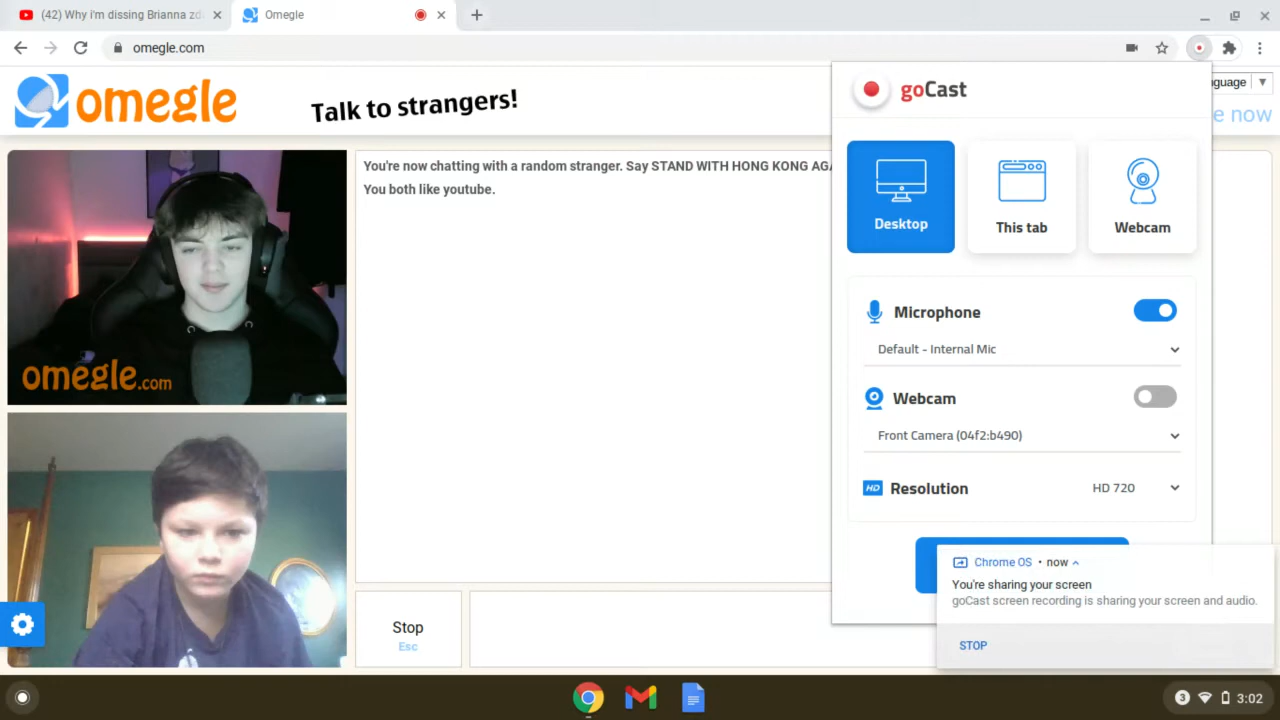 (42) Why i'm dissing Brianna zda
Omegle
omegle.com
omegle
Talk to strangers!
nguage
e now
You're now chatting with a random stranger. Say STAND WITH HONG KONG AGA
You both like youtube.
omegle.com
Stop
Esc
goCast
Desktop
This tab
Webcam
Microphone
Default - Internal Mic
Webcam
Front Camera (04f2:b490)
HD Resolution HD 720
Chrome OS • now
You're sharing your screen
goCast screen recording is sharing your screen and audio.
STOP
3 3:02